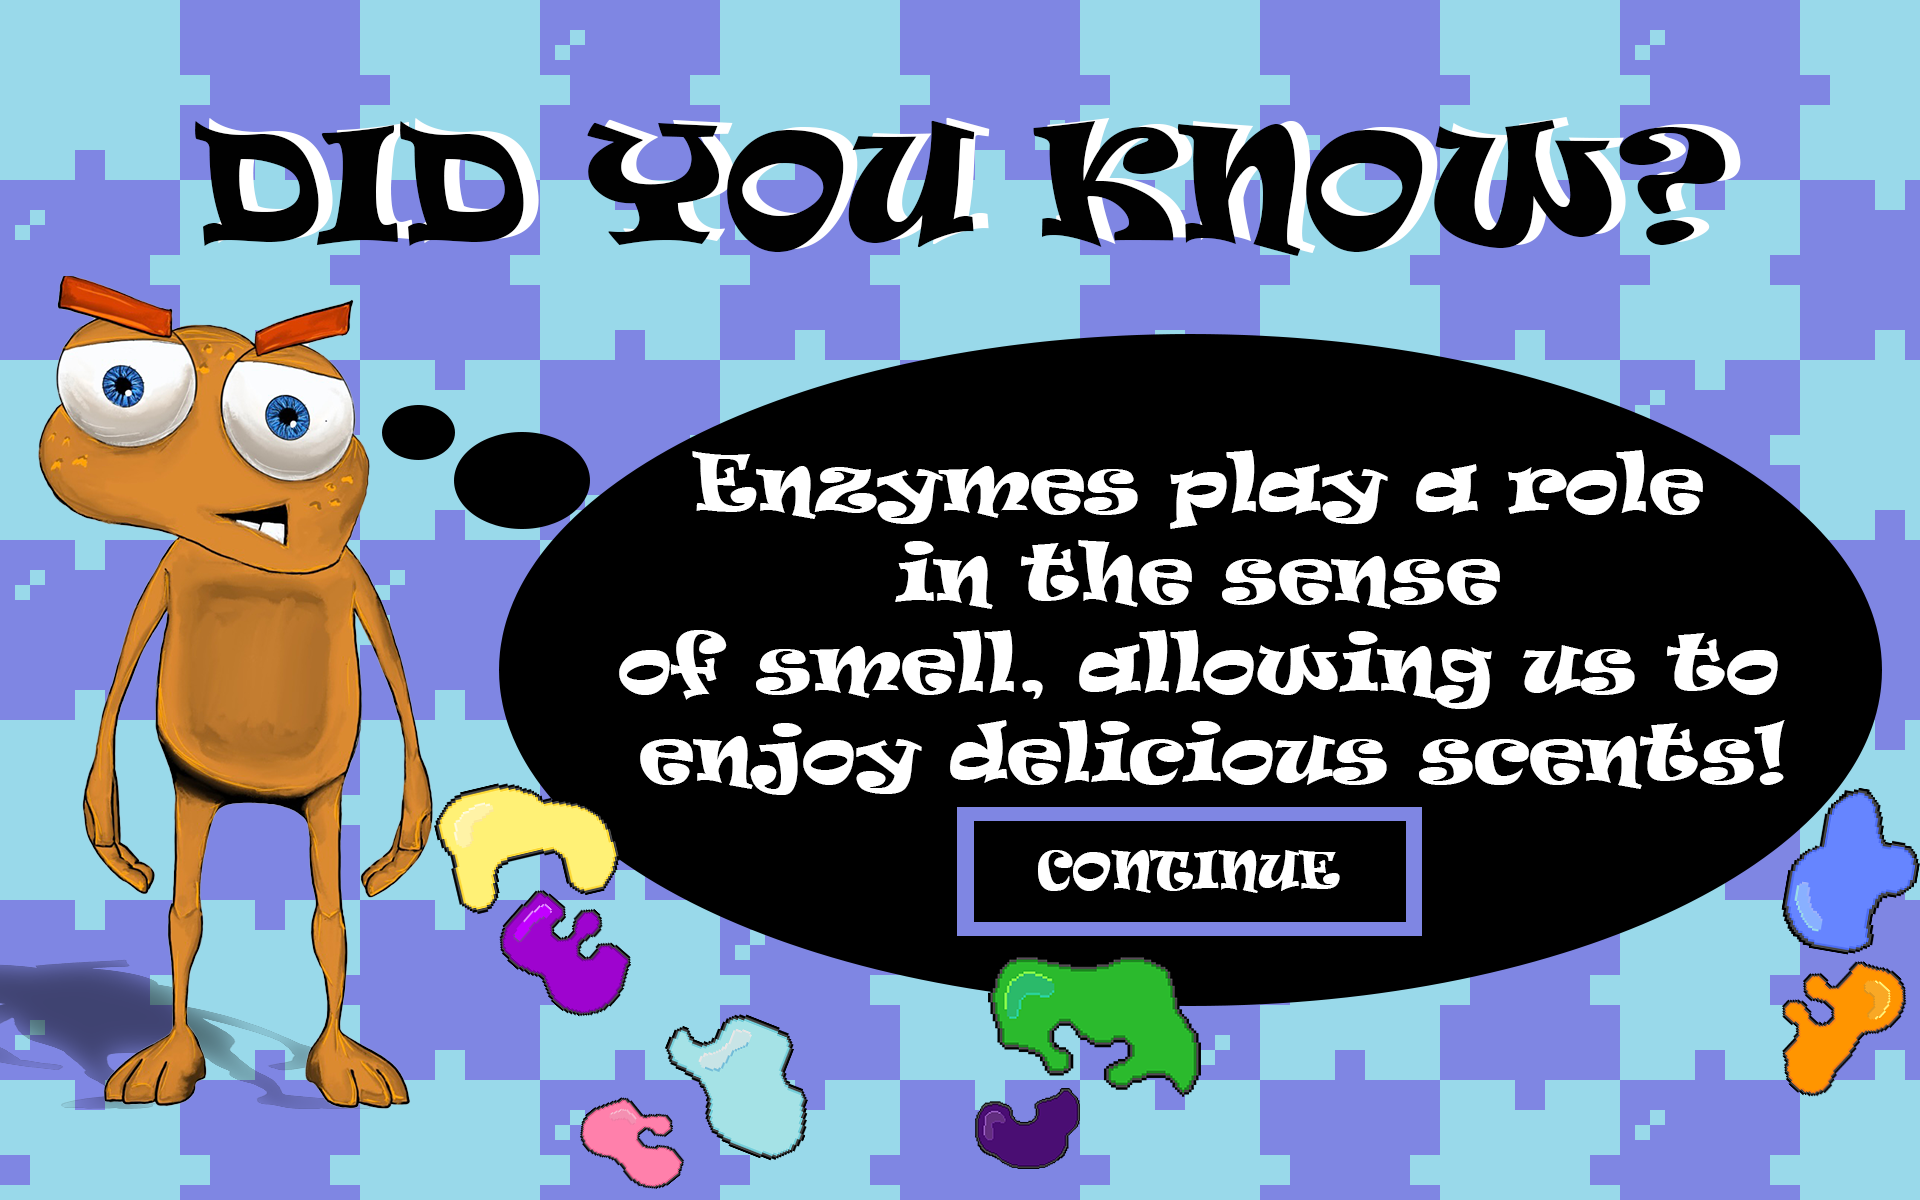 DID YOU KNOW?
Enzymes play a role
in the sense
of smell, allowing us to
enjoy delicious scents!
CONTINUE